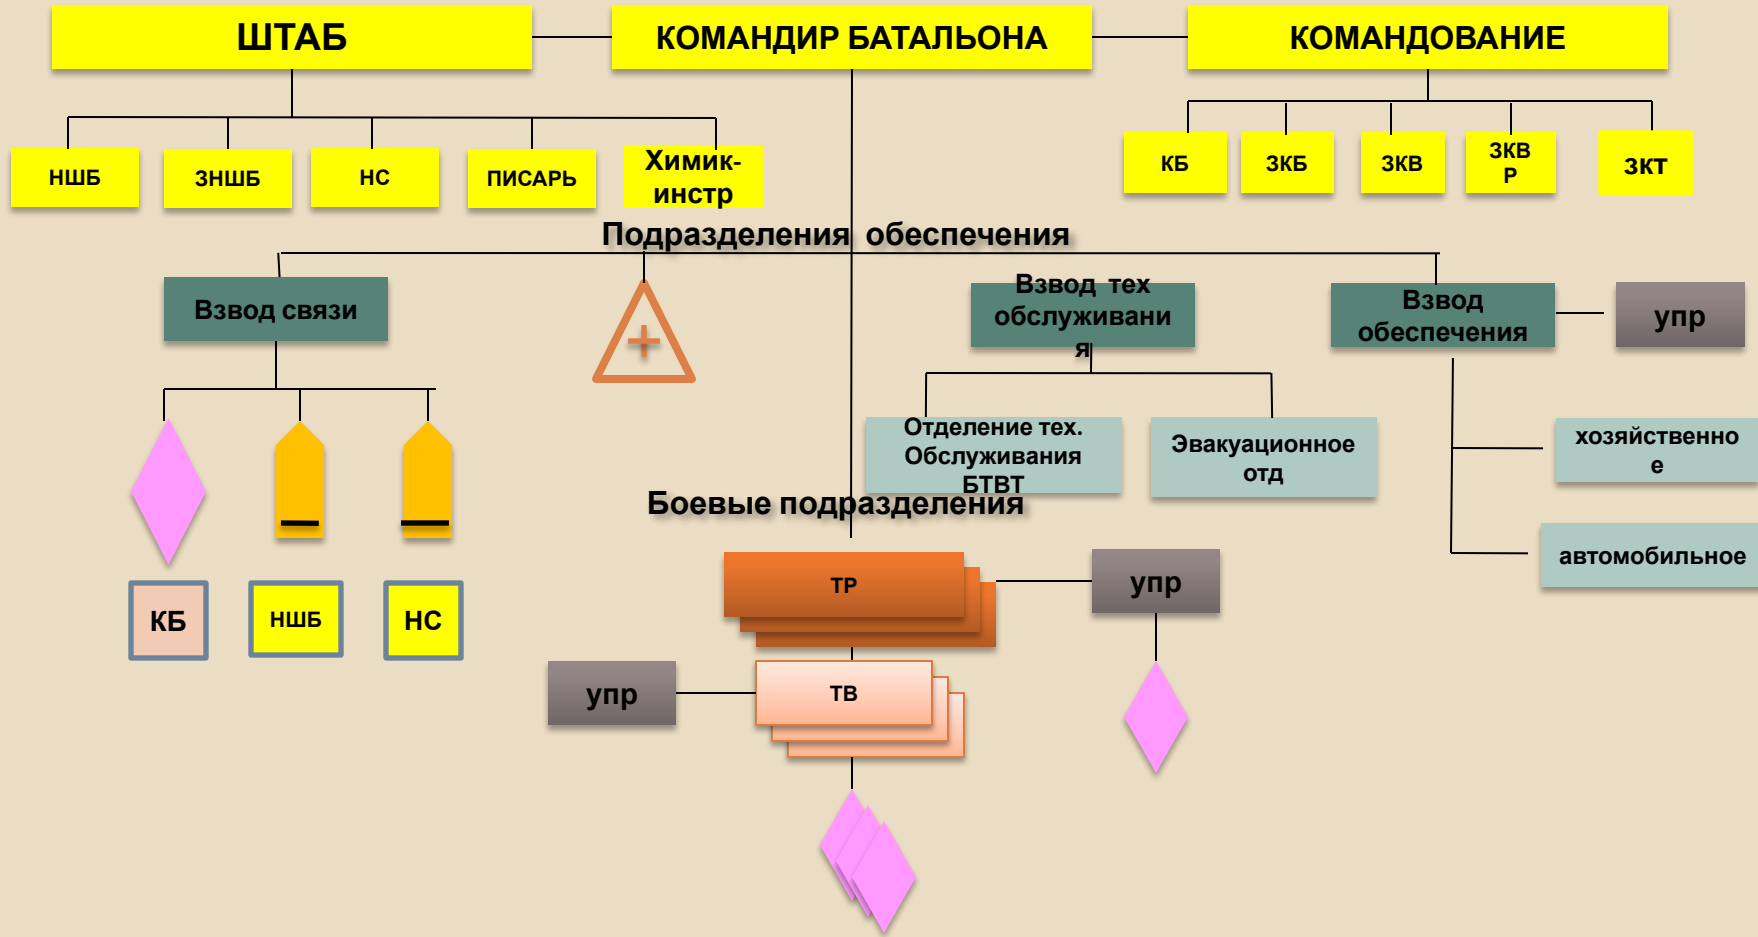 ШТАБ
КОМАНДИР БАТАЛЬОНА
КОМАНДОВАНИЕ
НШБ
ЗНШБ
НС
ПИСАРЬ
Химик-
инстр
КБ
ЗКБ
ЗКВ
ЗКВ
Р
зкт
Подразделения обеспечения
Взвод связи
Взвод тех
обслуживани
я
Взвод
обеспечения
упр
Отделение тех.
Обслуживания
БТВТ
Эвакуационное
отд
хозяйственно
е
автомобильное
Боевые подразделения
КБ
НШБ
НС
ТР
упр
упр
ТВ